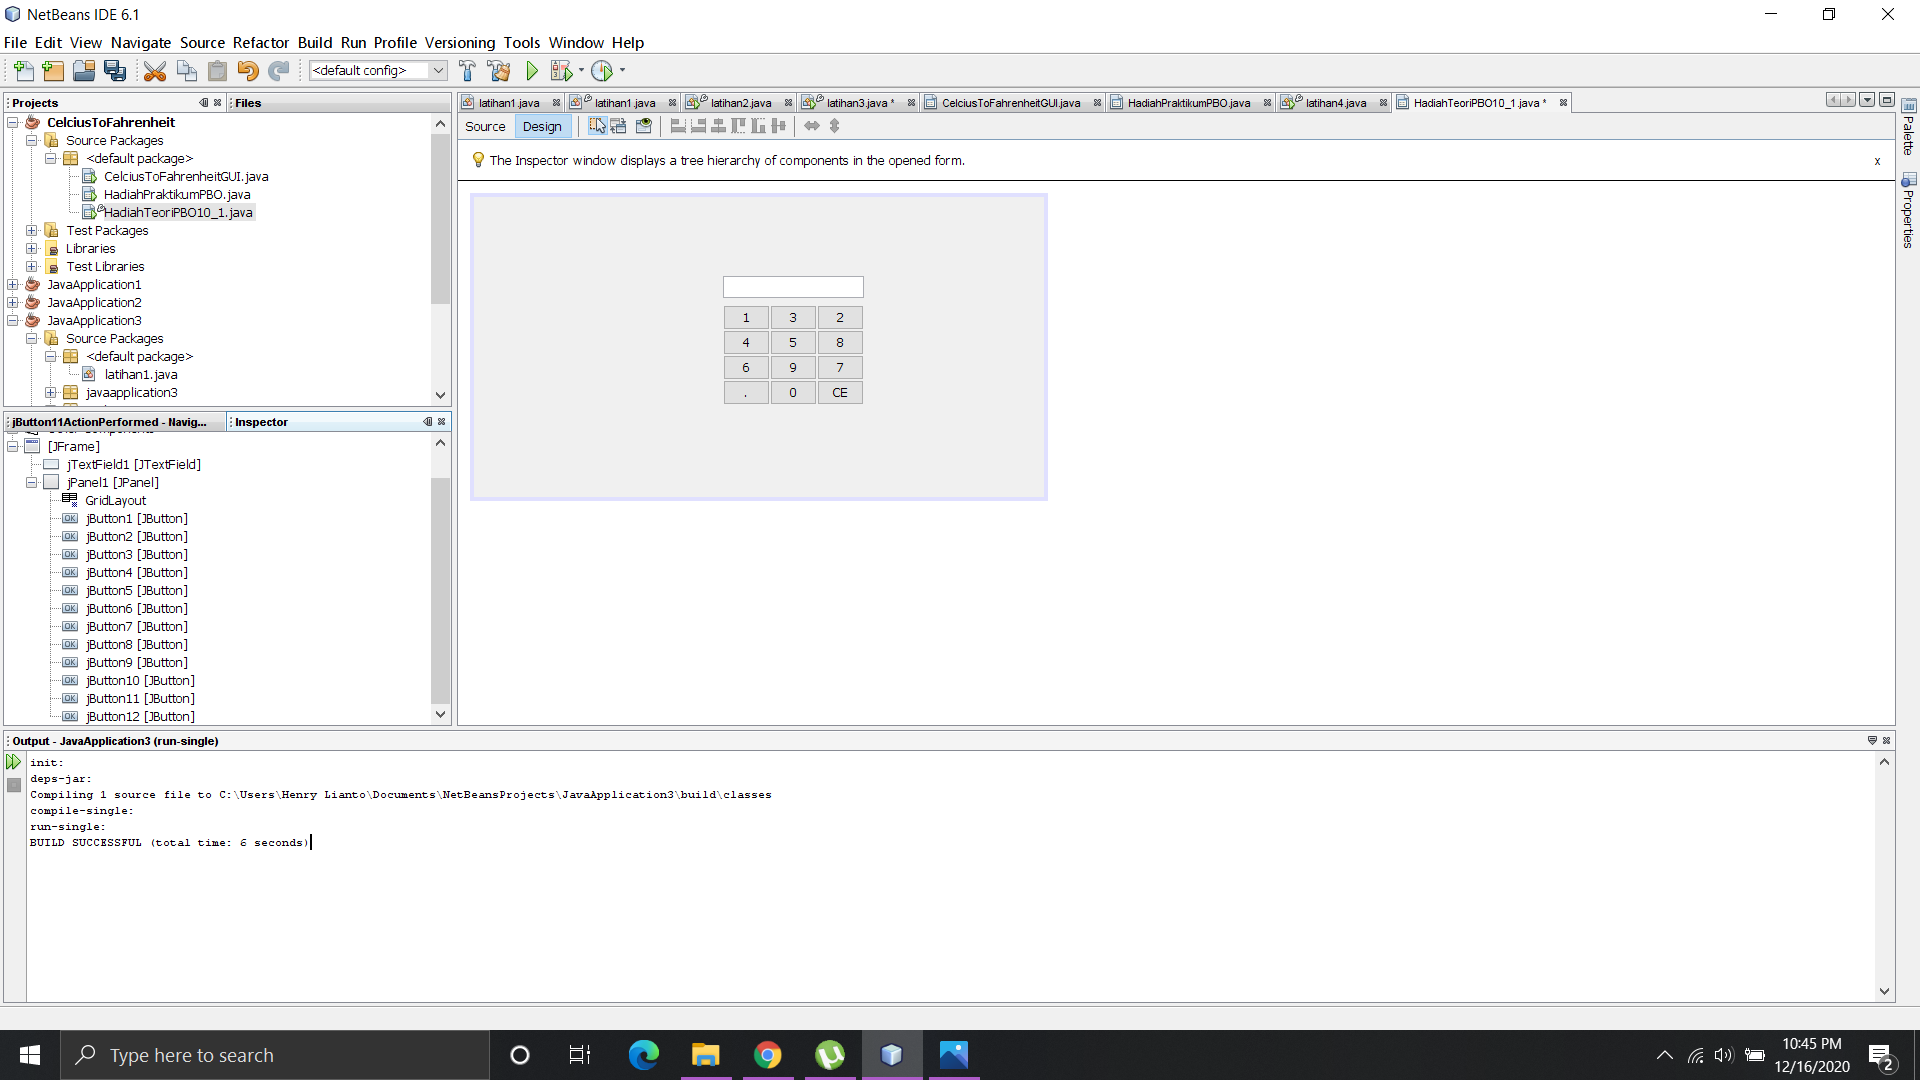 NetBeans IDE 6.1
File Edit View Navigate Source Refactor Build Run Profile Versioning Tools Window Help
<default config>
Projects
Files
CelciusToFahrenheit
Source Packages
<default package>
CelciusToFahrenheitGUI.java
HadiahPraktikumPBO.java
HadiahTeoriPBO10_1.java
Test Packages
Libraries
Test Libraries
JavaApplication1
JavaApplication2
JavaApplication3
Source Packages
<default package>
latihan1.java
javaapplication3
jButton11ActionPerformed - Navig...
Inspector
[JFrame]
jTextField1 [JTextField]
jPanel1 [JPanel]
GridLayout
jButton1 [JButton]
jButton2 [JButton]
jButton3 [JButton]
jButton4 [JButton]
jButton5 [JButton]
jButton6 [JButton]
jButton7 [JButton]
jButton8 [JButton]
jButton9 [JButton]
jButton10 [JButton]
jButton11 [JButton]
jButton12 [JButton]
latihan1.java latihan1.java latihan2.java latihan3.java * CelciusToFahrenheitGUI.java HadiahPraktikumPBO.java latihan4.java HadiahTeoriPBO10_1.java *
Source Design
The Inspector window displays a tree hierarchy of components in the opened form.
x
1 3 2
4 5 8
6 9 7
. 0 CE
Palette
Properties
Output - JavaApplication3 (run-single)
init:
deps-jar:
Compiling 1 source file to C:\Users\Henry Lianto\Documents\NetBeansProjects\JavaApplication3\build\classes
compile-single:
run-single:
BUILD SUCCESSFUL (total time: 6 seconds)
Type here to search
10:45 PM
12/16/2020
2